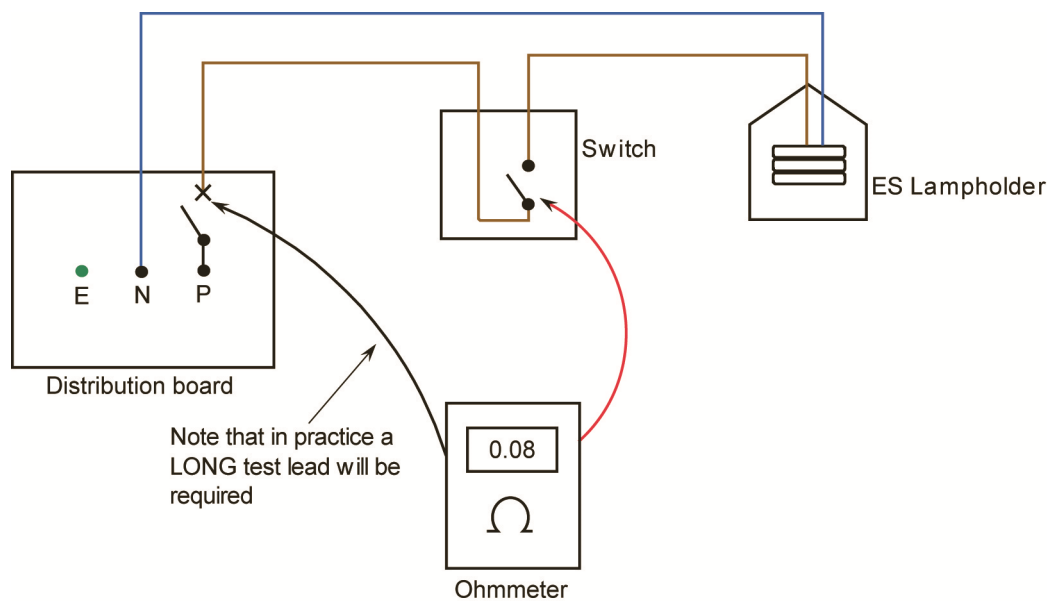 Switch
ES Lampholder
E
N
P
Distribution board
Note that in practice a
LONG test lead will be
required
0.08
Ω
Ohmmeter